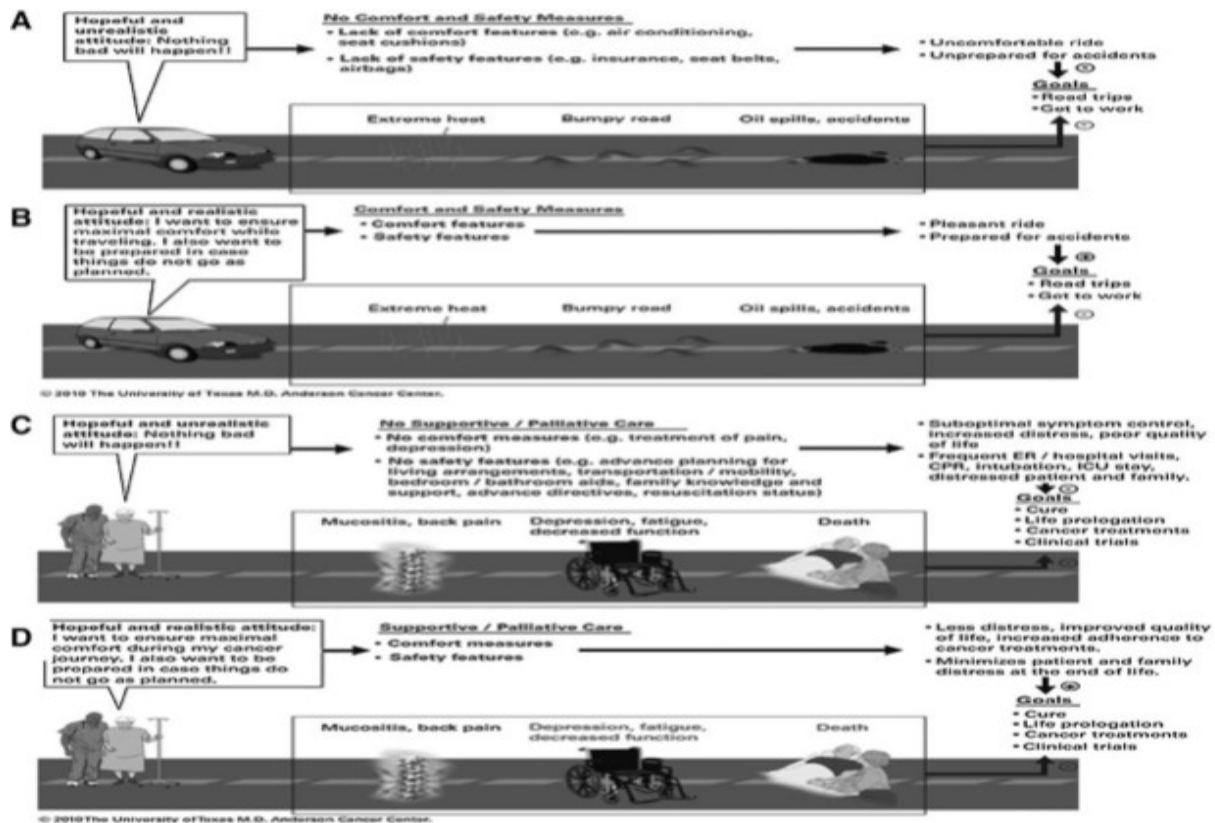 A
Hopeful and
unrealistic
attitude: Nothing
bad will happen!!
No Comfort and Safety Measures
• Lack of comfort features (e.g. air conditioning,
seat cushions)
• Lack of safety features (e.g. insurance, seat belts,
airbags)
• Uncomfortable ride
• Unprepared for accidents
Goals
• Road trips
• Get to work
Extreme heat
Bumpy road
Oil spills, accidents
B
Hopeful and realistic
attitude: I want to ensure
maximal comfort while
traveling. I also want to
be prepared in case
things do not go as
planned.
Comfort and Safety Measures
• Comfort features
• Safety features
• Pleasant ride
• Prepared for accidents
Goals
• Road trips
• Get to work
Extreme heat
Bumpy road
Oil spills, accidents
© 2010 The University of Texas M.D. Anderson Cancer Center.
C
Hopeful and unrealistic
attitude: Nothing bad
will happen!!
No Supportive / Palliative Care
• No comfort measures (e.g. treatment of pain,
depression)
• No safety features (e.g. advance planning for
living arrangements, transportation / mobility,
bedroom / bathroom aids, family knowledge and
support, advance directives, resuscitation status)
• Suboptimal symptom control,
increased distress, poor quality
of life
• Frequent ER / hospital visits,
CPR, intubation, ICU stay,
distressed patient and family.
Goals
• Cure
• Life prologation
• Cancer treatments
• Clinical trials
Mucositis, back pain
Depression, fatigue,
decreased function
Death
D
Hopeful and realistic attitude:
I want to ensure maximal
comfort during my cancer
journey. I also want to be
prepared in case things do
not go as planned.
Supportive / Palliative Care
• Comfort measures
• Safety features
• Less distress, improved quality
of life, increased adherence to
cancer treatments.
• Minimizes patient and family
distress at the end of life.
Goals
• Cure
• Life prologation
• Cancer treatments
• Clinical trials
Mucositis, back pain
Depression, fatigue,
decreased function
Death
© 2010 The University of Texas M.D. Anderson Cancer Center.